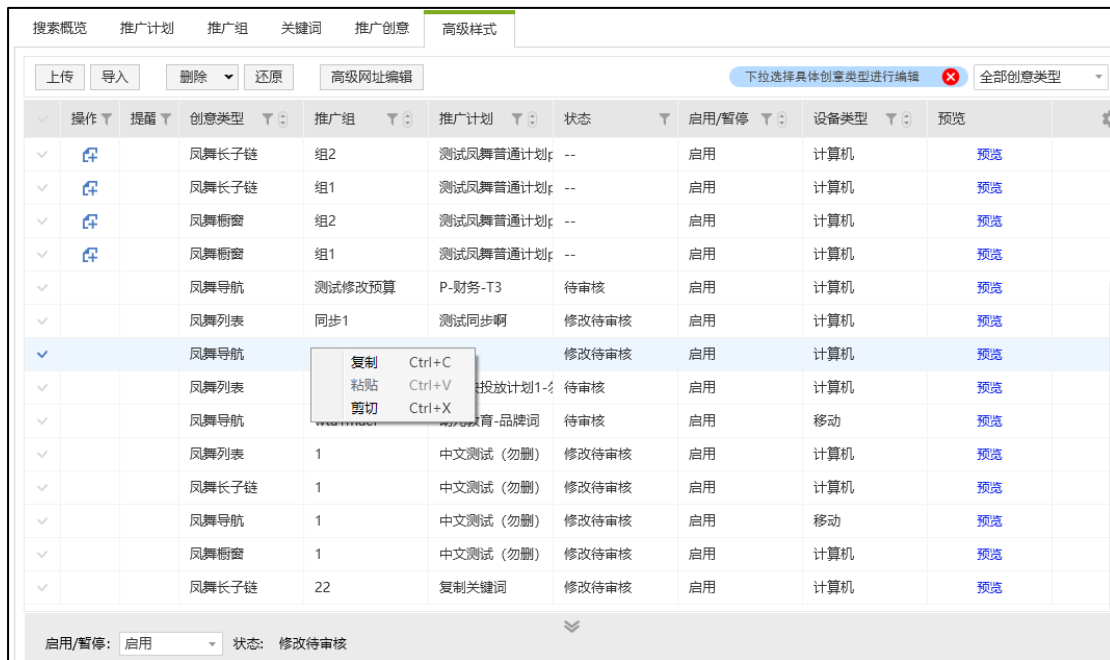 搜索概览 推广计划 推广组 关键词 推广创意 高级样式
上传 导入 删除 还原 高级网址编辑 下拉选择具体创意类型进行编辑 全部创意类型
操作 提醒 创意类型 推广组 推广计划 状态 启用/暂停 设备类型 预览
凤舞长子链 组2 测试凤舞普通计划p -- 启用 计算机 预览
凤舞长子链 组1 测试凤舞普通计划p -- 启用 计算机 预览
凤舞橱窗 组2 测试凤舞普通计划p -- 启用 计算机 预览
凤舞橱窗 组1 测试凤舞普通计划p -- 启用 计算机 预览
凤舞导航 测试修改预算 P-财务-T3 待审核 启用 计算机 预览
凤舞列表 同步1 测试同步啊 修改待审核 启用 计算机 预览
凤舞导航 修改待审核 启用 计算机 预览
复制 Ctrl+C
凤舞列表 投放计划1-勿 待审核 启用 计算机 预览
粘贴 Ctrl+V
剪切 Ctrl+X
凤舞导航 幼儿教育-品牌词 待审核 启用 移动 预览
凤舞列表 1 中文测试（勿删） 修改待审核 启用 计算机 预览
凤舞长子链 1 中文测试（勿删） 修改待审核 启用 计算机 预览
凤舞导航 1 中文测试（勿删） 修改待审核 启用 移动 预览
凤舞橱窗 1 中文测试（勿删） 修改待审核 启用 计算机 预览
凤舞长子链 22 复制关键词 修改待审核 启用 计算机 预览
启用/暂停: 启用 状态: 修改待审核